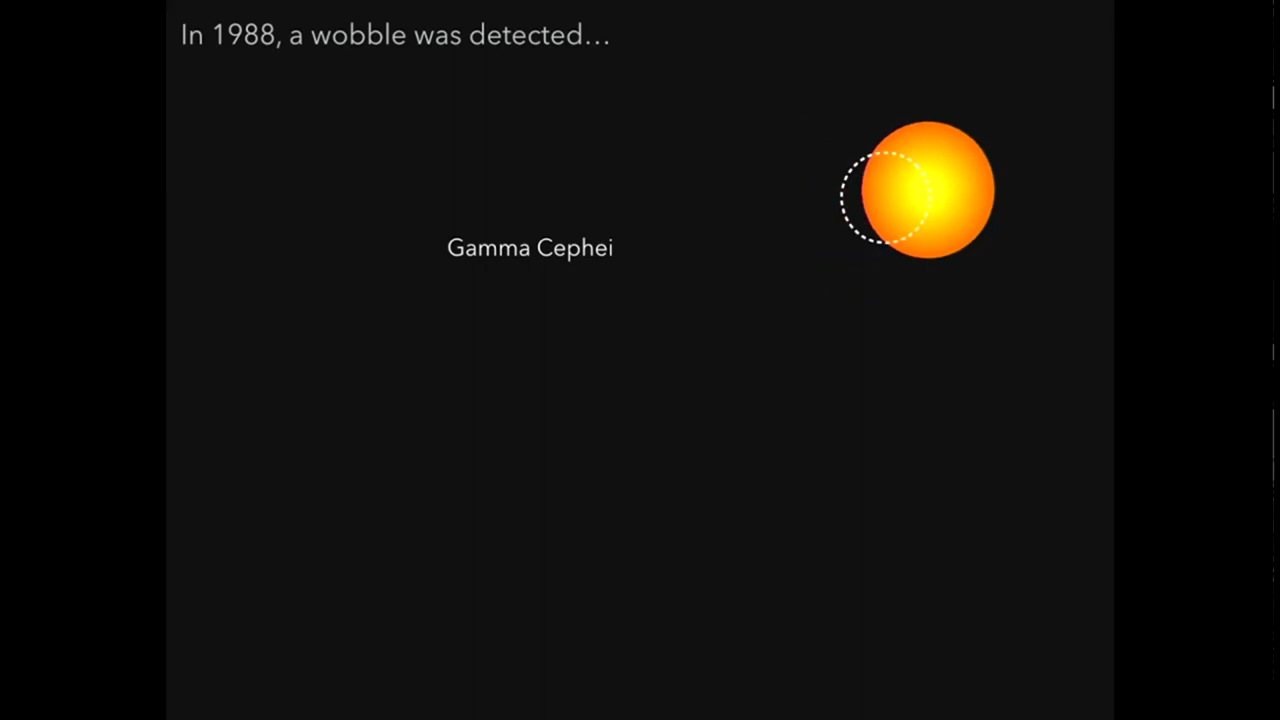 In 1988, a wobble was detected…
Gamma Cephei